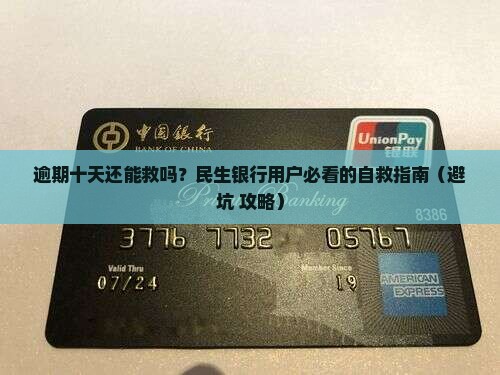 中国銀行
BANK OF CHINA
UnionPay
银联
逾期十天还能救吗？民生银行用户必看的自救指南（避
坑 攻略）
Banking
8386
3776 7732 05767
Valid Thru
Member Since
07/24
19
AMERICAN
EXPRESS